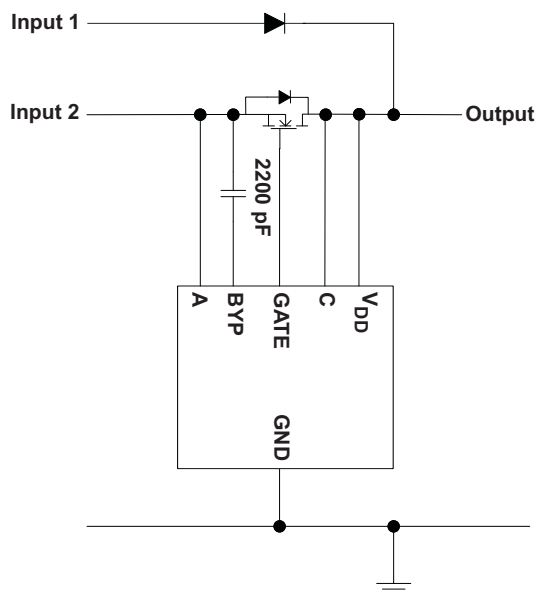 Input 1
Input 2
Output
2200 pF
A
BYP
GATE
C
VDD
GND